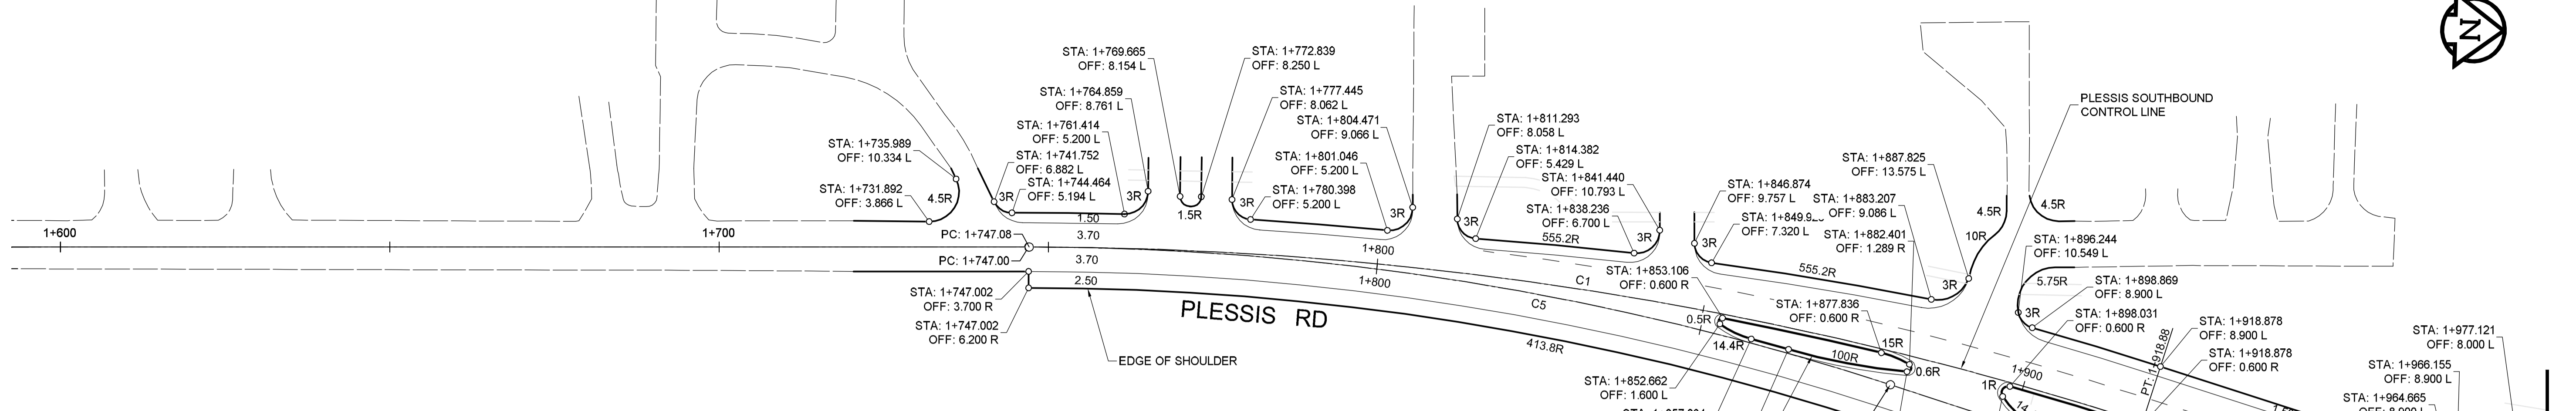 N
STA: 1+769.665
OFF: 8.154 L
STA: 1+772.839
OFF: 8.250 L
STA: 1+764.859
OFF: 8.761 L
STA: 1+777.445
OFF: 8.062 L
STA: 1+761.414
OFF: 5.200 L
STA: 1+804.471
OFF: 9.066 L
STA: 1+811.293
OFF: 8.058 L
PLESSIS SOUTHBOUND
CONTROL LINE
STA: 1+735.989
OFF: 10.334 L
STA: 1+741.752
OFF: 6.882 L
STA: 1+744.464
OFF: 5.194 L
STA: 1+801.046
OFF: 5.200 L
STA: 1+780.398
OFF: 5.200 L
STA: 1+814.382
OFF: 5.429 L
STA: 1+841.440
OFF: 10.793 L
STA: 1+838.236
OFF: 6.700 L
STA: 1+887.825
OFF: 13.575 L
STA: 1+846.874
OFF: 9.757 L
STA: 1+883.207
OFF: 9.086 L
STA: 1+731.892
OFF: 3.866 L
4.5R
3R
3R
1.5R
3R
3R
3R
3R
3R
STA: 1+849.9
OFF: 7.320 L
STA: 1+882.401
OFF: 1.289 R
4.5R
4.5R
10R
1.50
1+600
1+700
PC: 1+747.08
3.70
1+800
555.2R
STA: 1+896.244
OFF: 10.549 L
PC: 1+747.00
3.70
1+800
C1
555.2R
3R
5.75R
STA: 1+898.869
OFF: 8.900 L
STA: 1+853.106
OFF: 0.600 R
2.50
C5
STA: 1+747.002
OFF: 3.700 R
STA: 1+877.836
OFF: 0.600 R
3R
STA: 1+898.031
OFF: 0.600 R
PLESSIS RD
0.5R
STA: 1+747.002
OFF: 6.200 R
STA: 1+918.878
OFF: 8.900 L
STA: 1+977.121
OFF: 8.000 L
14.4R
15R
413.8R
100R
EDGE OF SHOULDER
PT: 1+918.88
STA: 1+918.878
OFF: 0.600 R
0.6R
1+900
STA: 1+966.155
OFF: 8.900 L
STA: 1+852.662
OFF: 1.600 L
1R
STA: 1+964.665